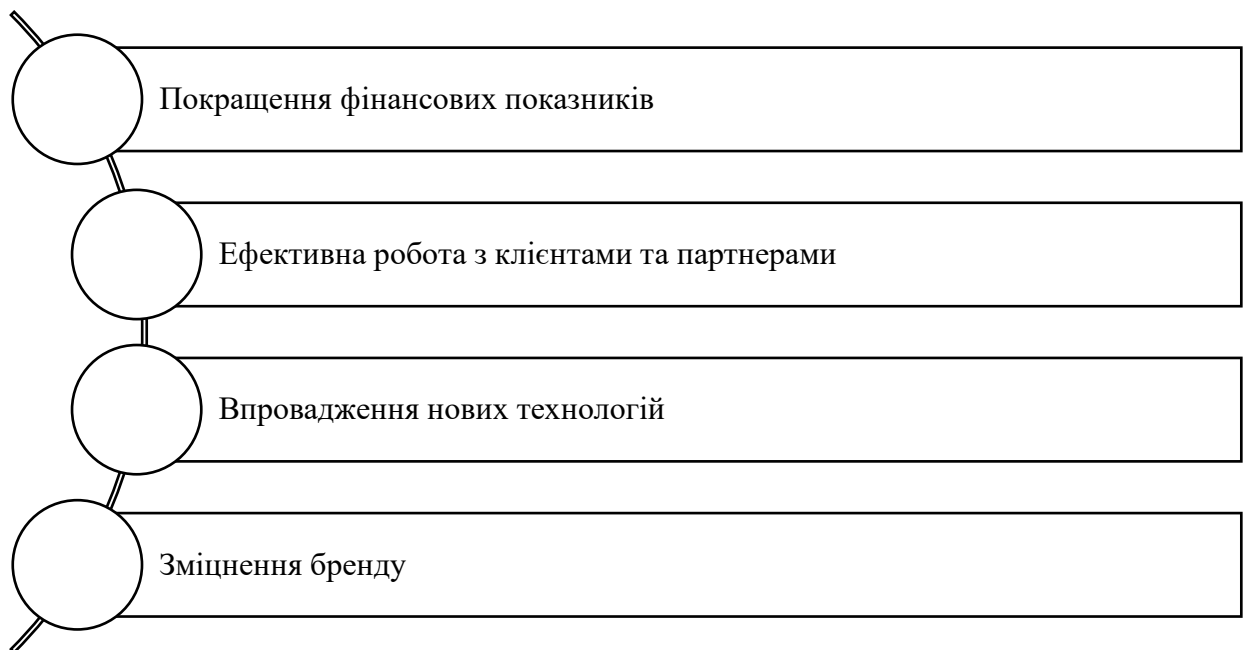 Покращення фінансових показників
Ефективна робота з клієнтами та партнерами
Впровадження нових технологій
Зміцнення бренду